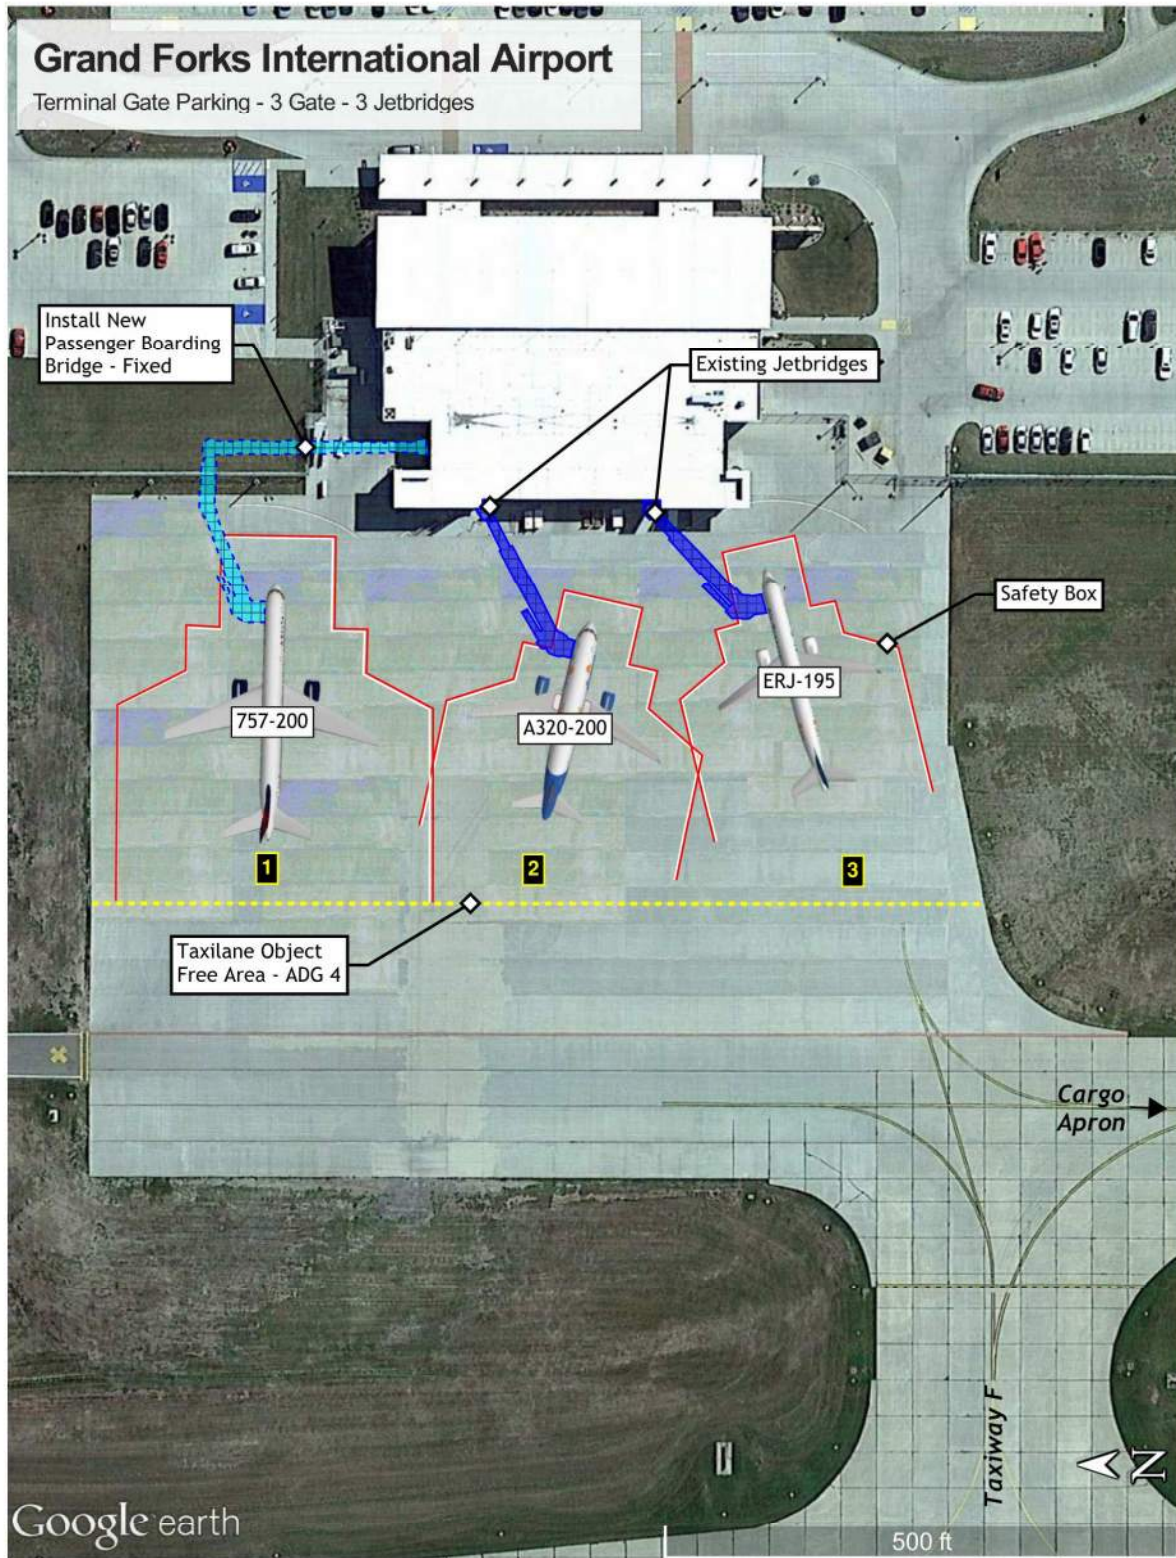 Grand Forks International Airport
Terminal Gate Parking - 3 Gate - 3 Jetbridges
Install New
Passenger Boarding
Bridge - Fixed
Existing Jetbridges
Safety Box
757-200
A320-200
ERJ-195
1
2
3
Taxilane Object
Free Area - ADG 4
Cargo
Apron
Taxiway F
N
Google earth
500 ft